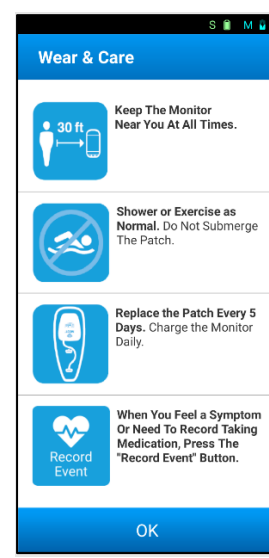 S M
Wear & Care
30 ft
Keep The Monitor
Near You At All Times.
Shower or Exercise as
Normal. Do Not Submerge
The Patch.
Replace the Patch Every 5
Days. Charge the Monitor
Daily.
Record
Event
When You Feel a Symptom
Or Need To Record Taking
Medication, Press The
"Record Event" Button.
OK